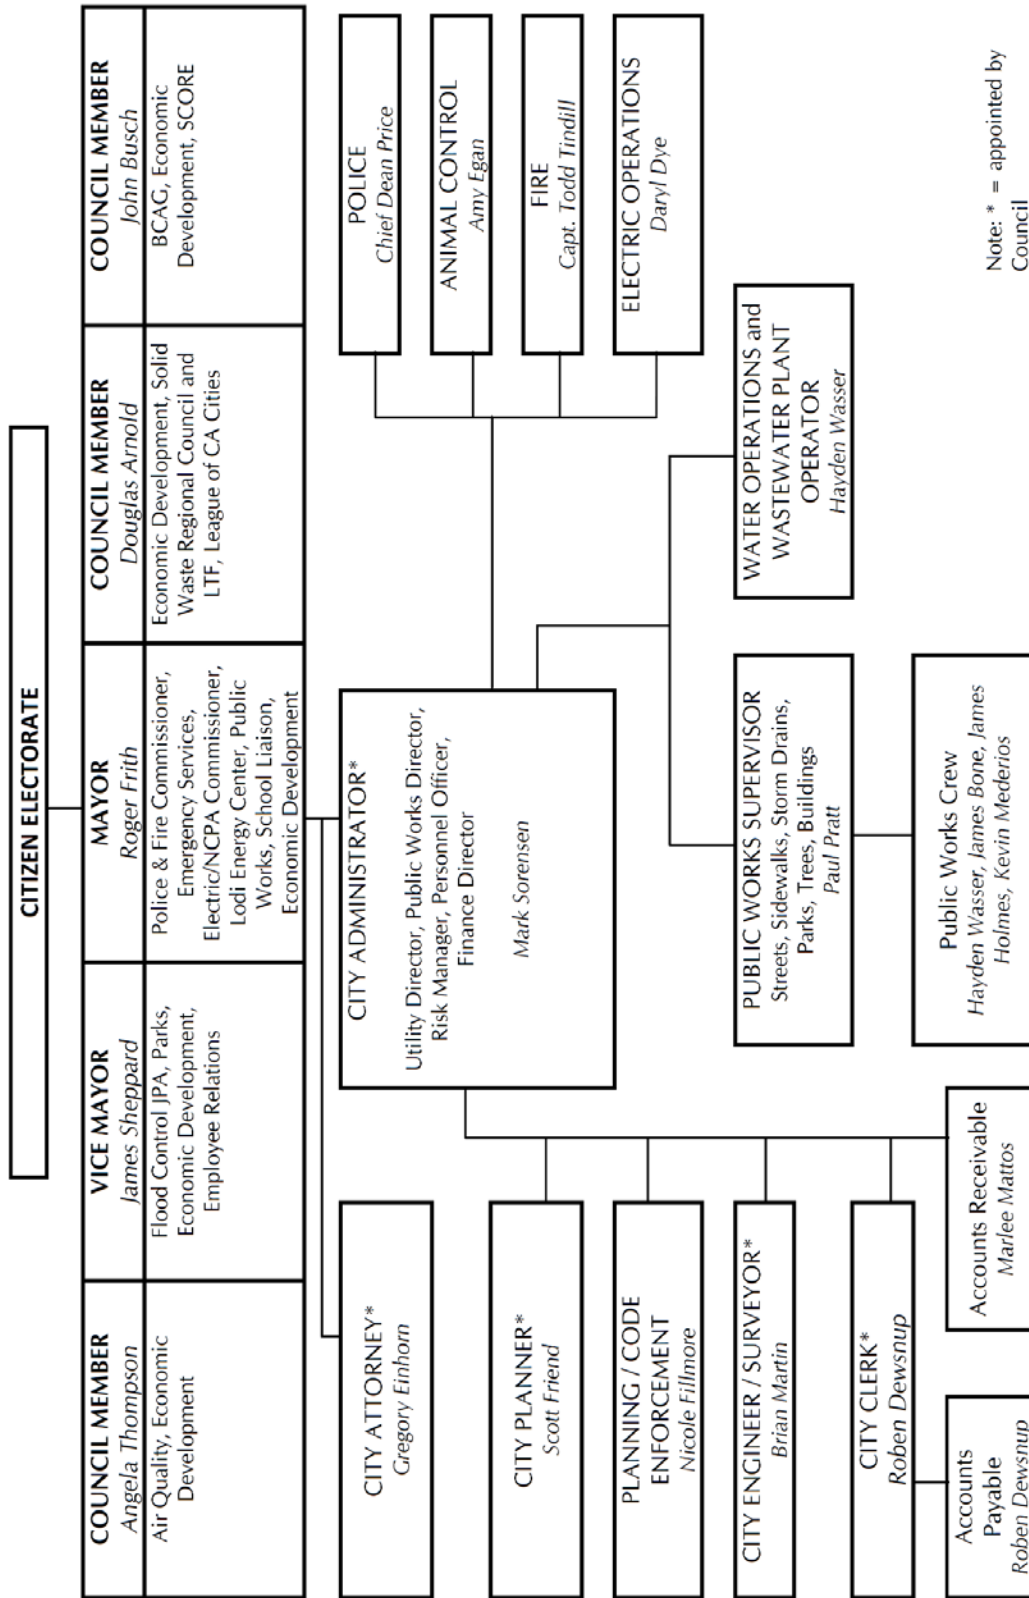 CITIZEN ELECTORATE
COUNCIL MEMBER
Angela Thompson
Air Quality, Economic
Development
VICE MAYOR
James Sheppard
Flood Control JPA, Parks,
Economic Development,
Employee Relations
MAYOR
Roger Frith
Police & Fire Commissioner,
Emergency Services,
Electric/NCPA Commissioner,
Lodi Energy Center, Public
Works, School Liaison,
Economic Development
COUNCIL MEMBER
Douglas Arnold
Economic Development, Solid
Waste Regional Council and
LTF, League of CA Cities
COUNCIL MEMBER
John Busch
BCAG, Economic
Development, SCORE
CITY ATTORNEY*
Gregory Einhorn
CITY ADMINISTRATOR*
Utility Director, Public Works Director,
Risk Manager, Personnel Officer,
Finance Director
Mark Sorensen
POLICE
Chief Dean Price
ANIMAL CONTROL
Amy Egan
FIRE
Capt. Todd Tindill
ELECTRIC OPERATIONS
Daryl Dye
CITY PLANNER*
Scott Friend
PLANNING / CODE
ENFORCEMENT
Nicole Fillmore
CITY ENGINEER / SURVEYOR*
Brian Martin
CITY CLERK*
Roben Dewsnup
Accounts
Payable
Roben Dewsnup
Accounts Receivable
Marlee Mattos
PUBLIC WORKS SUPERVISOR
Streets, Sidewalks, Storm Drains,
Parks, Trees, Buildings
Paul Pratt
Public Works Crew
Hayden Wasser, James Bone, James
Holmes, Kevin Mederios
WATER OPERATIONS and
WASTEWATER PLANT
OPERATOR
Hayden Wasser
Note: * = appointed by
Council